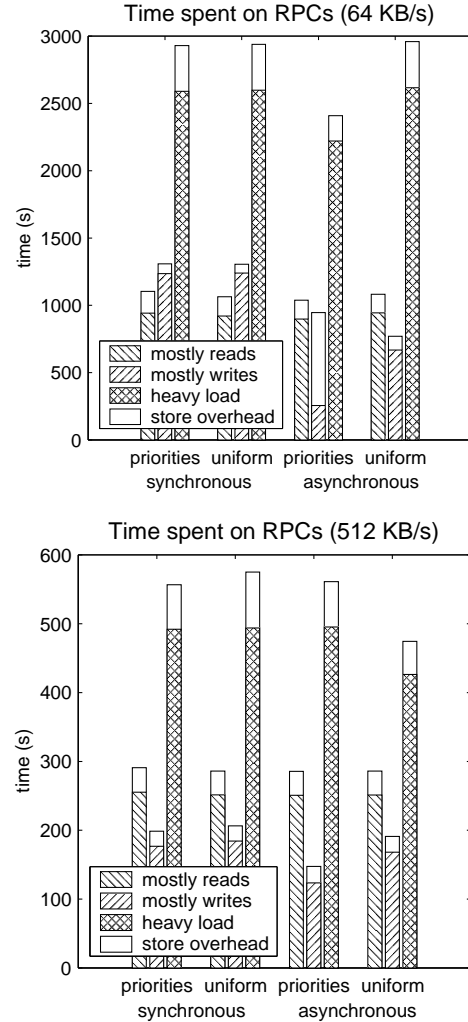 Time spent on RPCs (64 KB/s)
3000
2500
2000
1500
1000
500
0
time (s)
mostly reads
mostly writes
heavy load
store overhead
priorities uniform priorities uniform
synchronous asynchronous
Time spent on RPCs (512 KB/s)
600
500
400
300
200
100
0
time (s)
mostly reads
mostly writes
heavy load
store overhead
priorities uniform priorities uniform
synchronous asynchronous